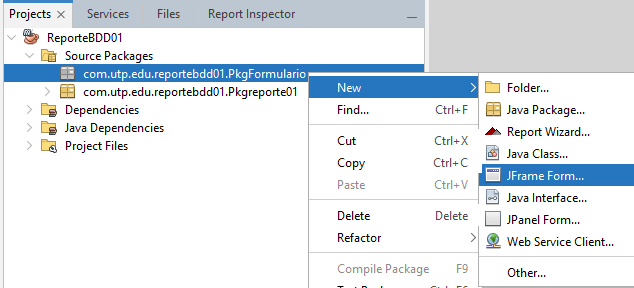 Projects Services Files Report Inspector
ReporteBDD01
Source Packages
com.utp.edu.reportebdd01.PkgFormulario
com.utp.edu.reportebdd01.Pkgreporte01
Dependencies
Java Dependencies
Project Files
New
Find... Ctrl+F
Cut Ctrl+X
Copy Ctrl+C
Paste Ctrl+V
Delete Delete
Refactor
Compile Package F9
Folder...
Java Package...
Report Wizard...
Java Class...
JFrame Form...
Java Interface...
JPanel Form...
Web Service Client...
Other...